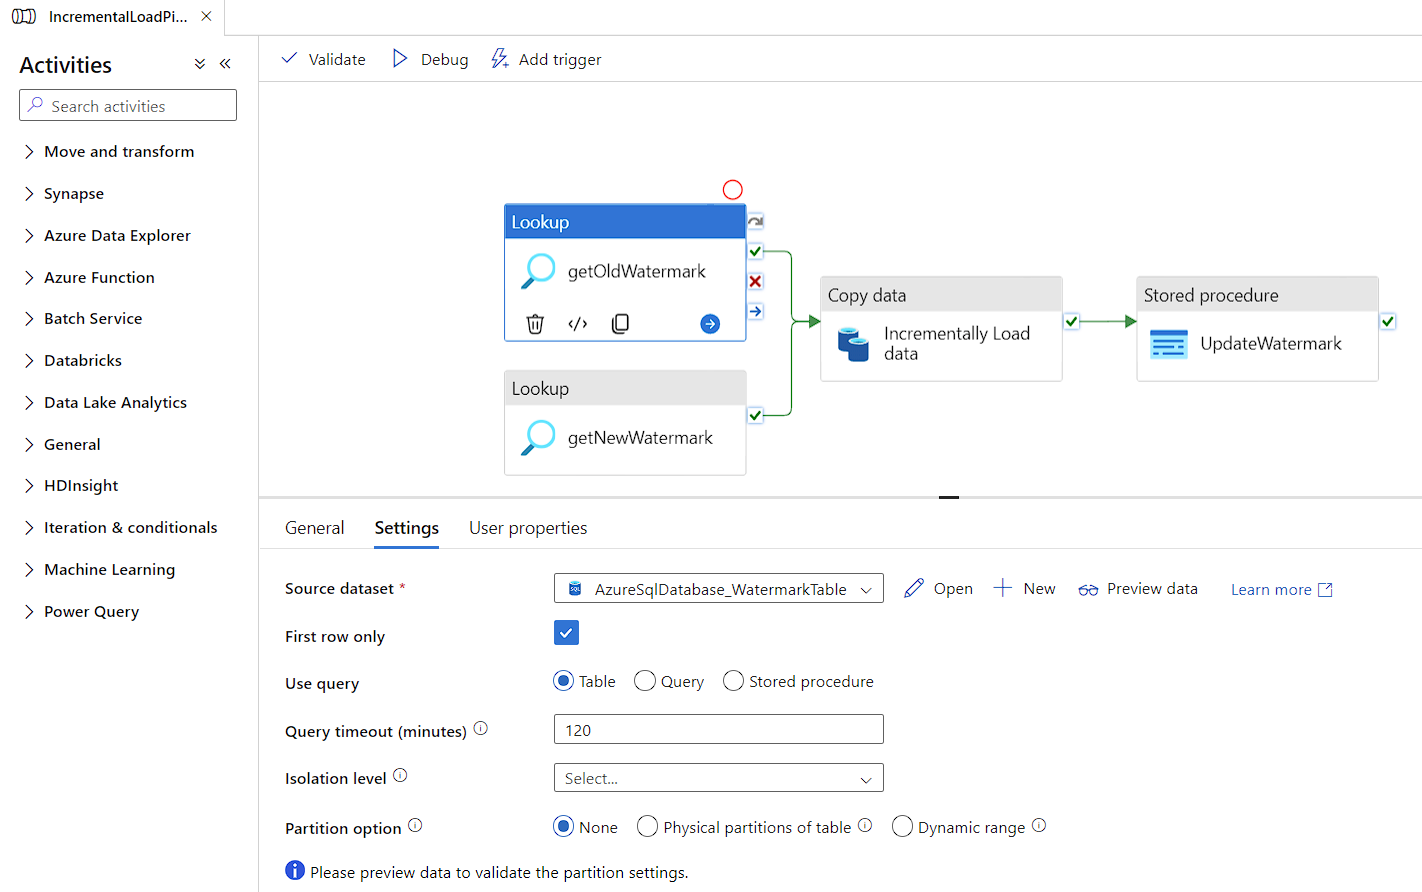 IncrementalLoadPi...
Activities
Validate Debug Add trigger
Search activities
Move and transform
Synapse
Azure Data Explorer
Azure Function
Batch Service
Databricks
Data Lake Analytics
General
HDInsight
Iteration & conditionals
Machine Learning
Power Query
Lookup
getOldWatermark
Lookup
getNewWatermark
Copy data
Incrementally Load
data
Stored procedure
UpdateWatermark
General Settings User properties
Source dataset * AzureSqlDatabase_WatermarkTable Open New Preview data Learn more
First row only
Use query Table Query Stored procedure
Query timeout (minutes) 120
Isolation level Select...
Partition option None Physical partitions of table Dynamic range
Please preview data to validate the partition settings.